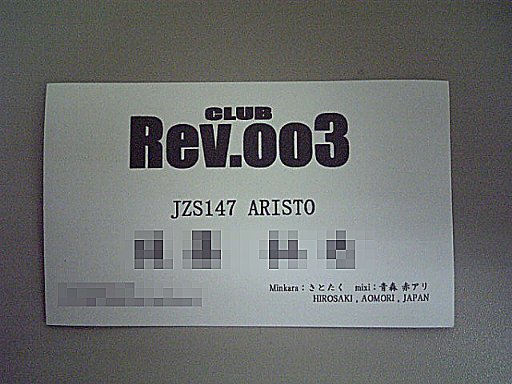 CLUB
Rev.003
JZS147 ARISTO
Minkara：さとたく mixi：青森 赤アリ
HIROSAKI , AOMORI , JAPAN